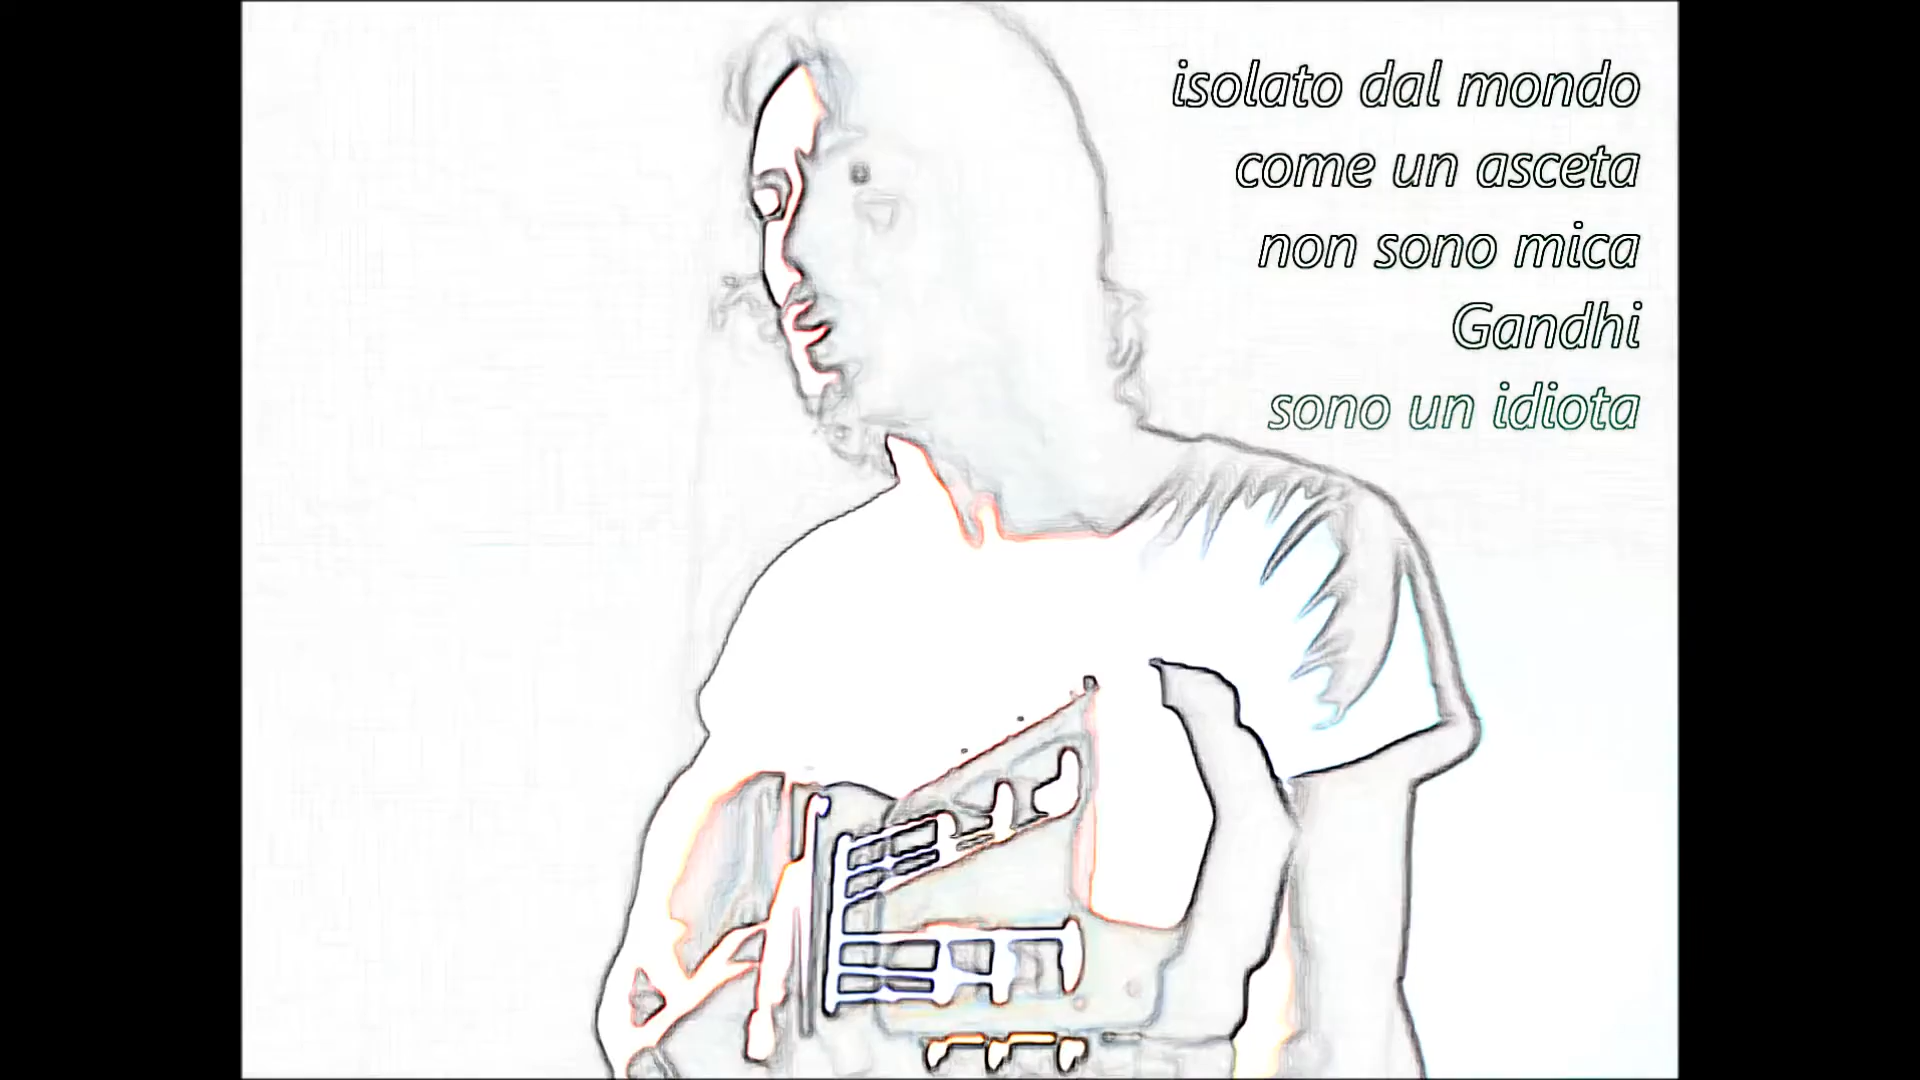 isolato dal mondo
come un asceta
non sono mica
Gandhi
sono un idiota